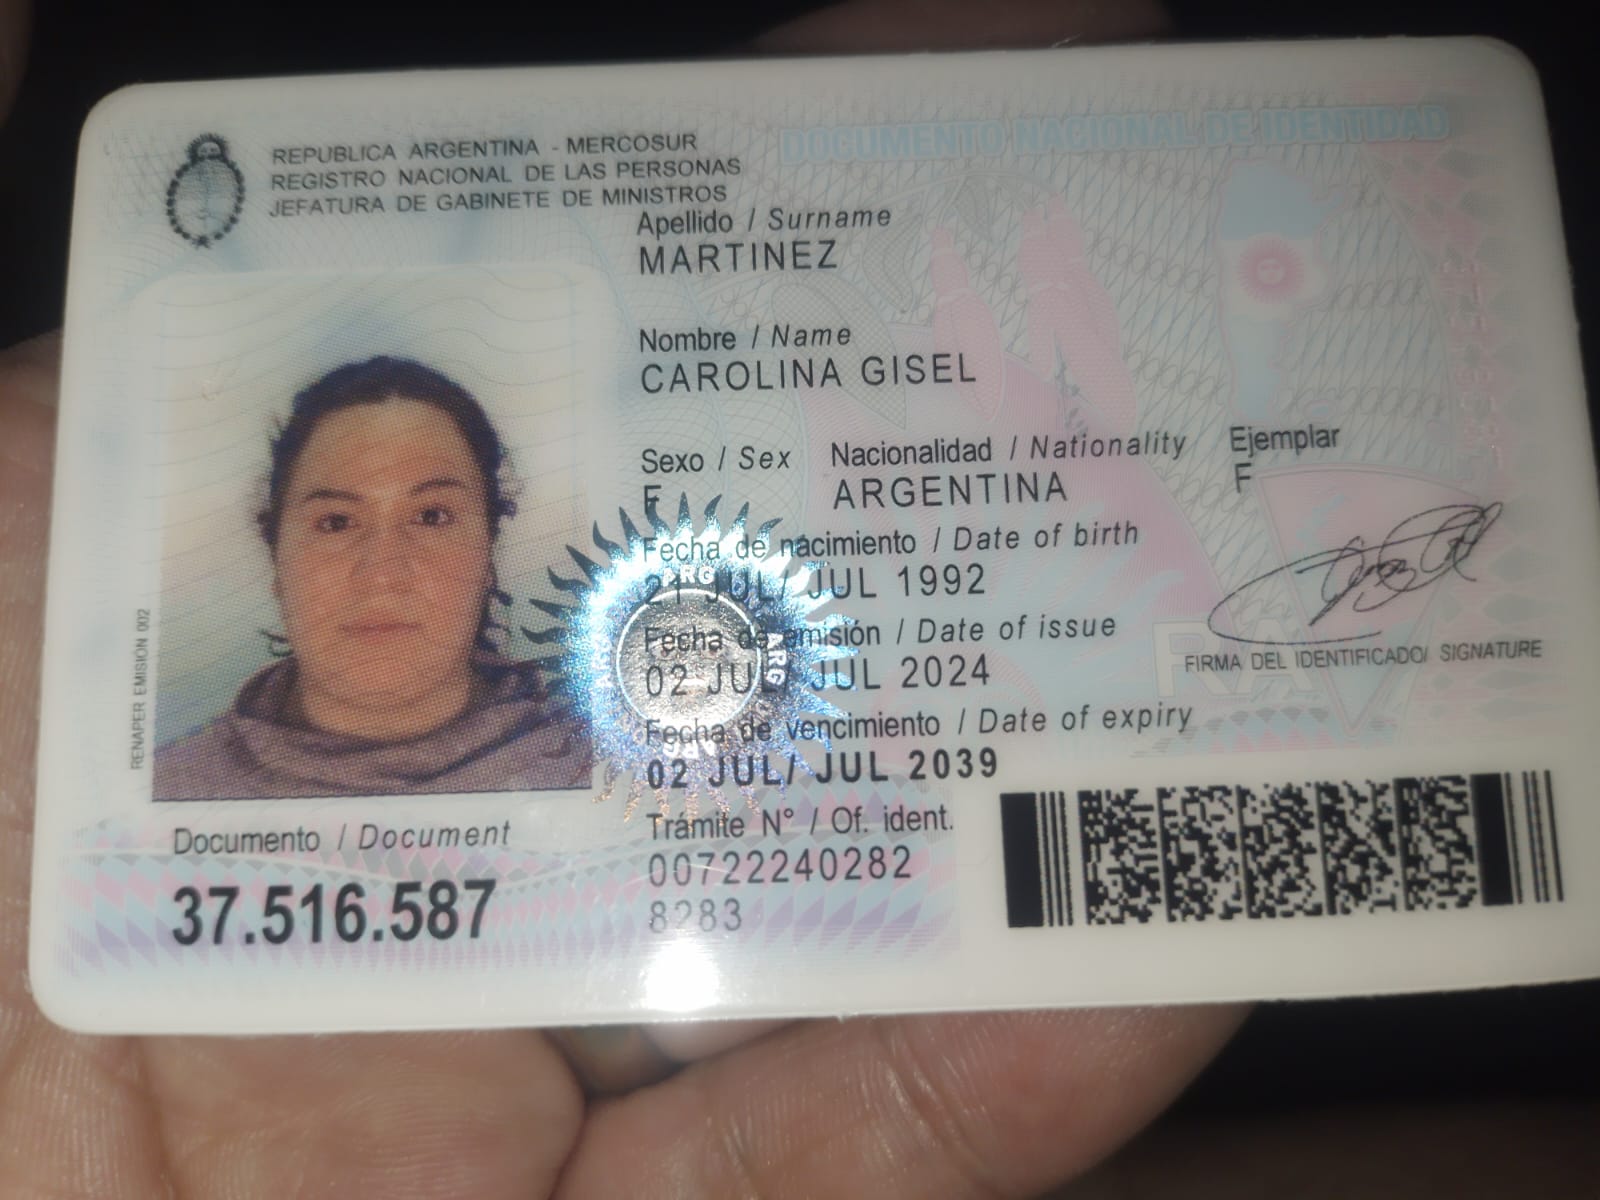 REPUBLICA ARGENTINA - MERCOSUR
REGISTRO NACIONAL DE LAS PERSONAS
JEFATURA DE GABINETE DE MINISTROS
DOCUMENTO NACIONAL DE IDENTIDAD
Apellido / Surname
MARTINEZ
Nombre / Name
CAROLINA GISEL
Sexo / Sex
F
Nacionalidad / Nationality
ARGENTINA
Ejemplar
F
Fecha de nacimiento / Date of birth
21 JUL/ JUL 1992
Fecha de emisión / Date of issue
02 JUL/ JUL 2024
Fecha de vencimiento / Date of expiry
02 JUL/ JUL 2039
FIRMA DEL IDENTIFICADO/ SIGNATURE
RA
ARG
ARG
ARG
RENAPER EMISIÓN 002
Documento / Document
37.516.587
Trámite N° / Of. ident.
00722240282
8283